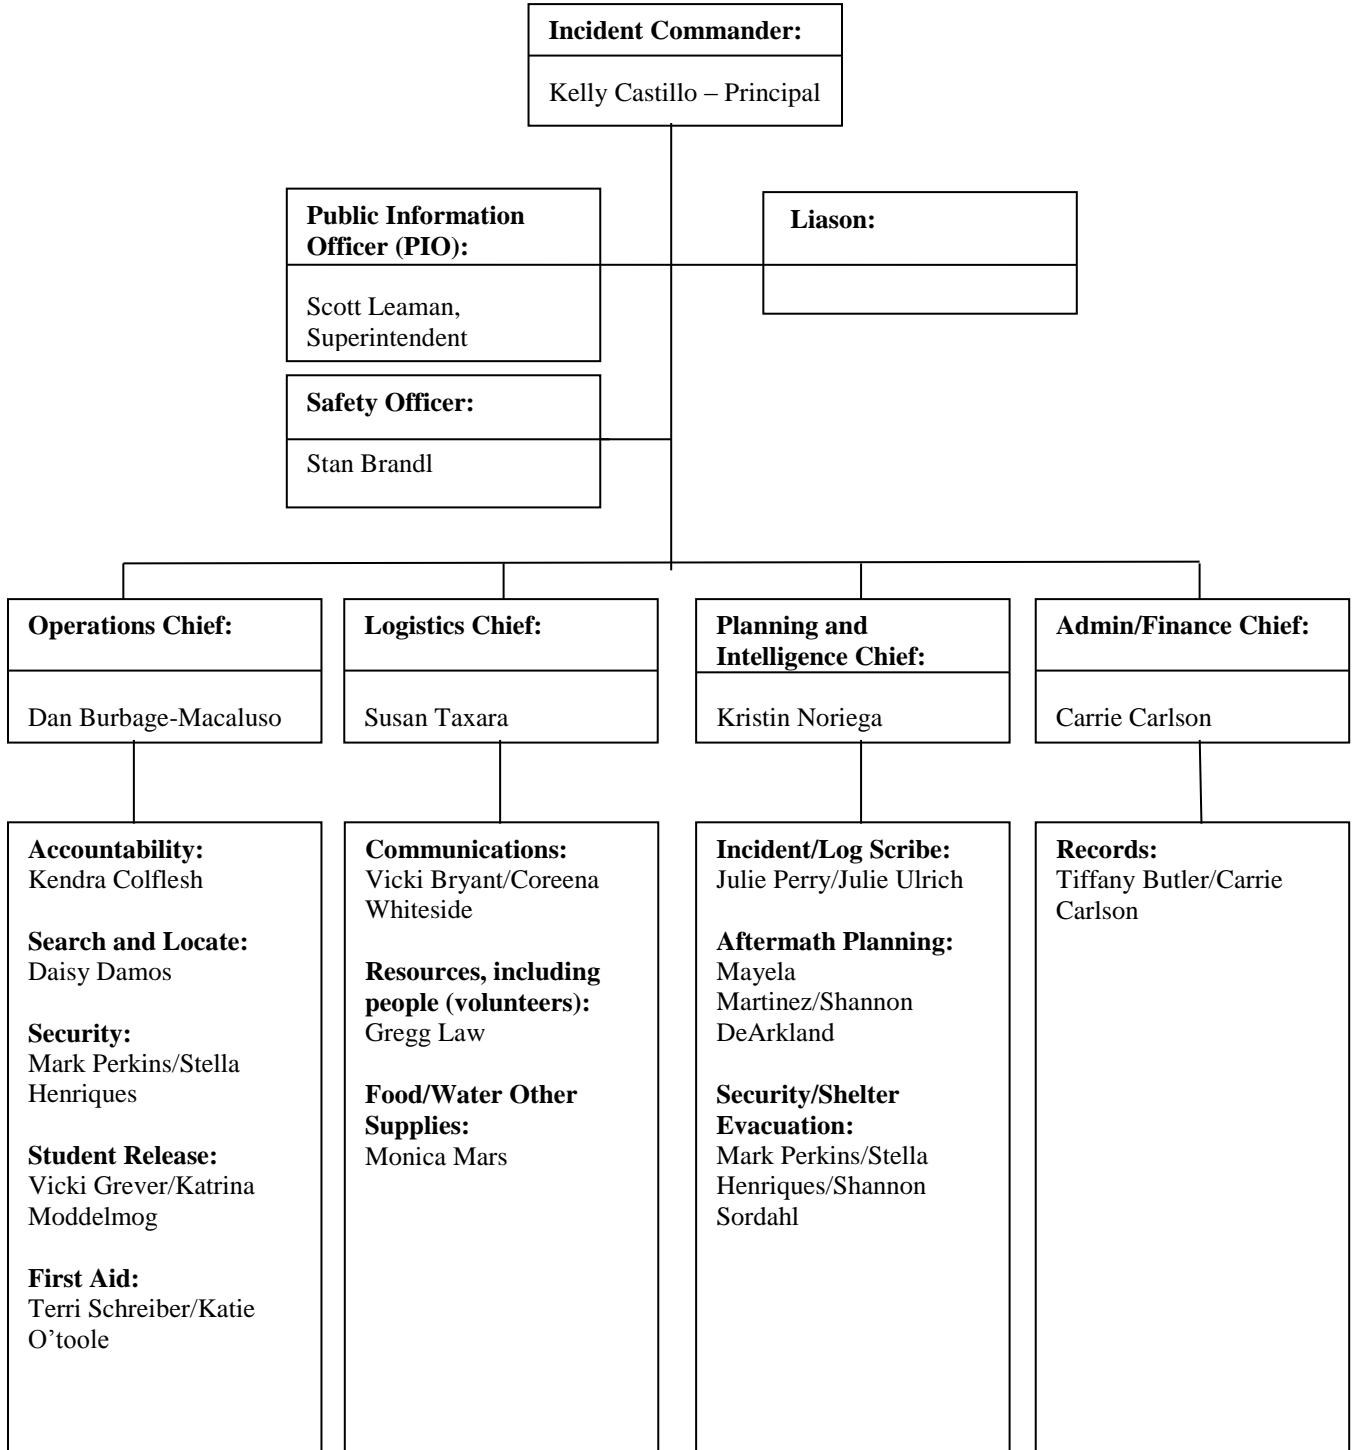 Incident Commander:
Kelly Castillo – Principal
Public Information
Officer (PIO):
Scott Leaman,
Superintendent
Liason:
Safety Officer:
Stan Brandl
Operations Chief:
Dan Burbage-Macaluso
Logistics Chief:
Susan Taxara
Planning and
Intelligence Chief:
Kristin Noriega
Admin/Finance Chief:
Carrie Carlson
Accountability:
Kendra Colflesh
Search and Locate:
Daisy Damos
Security:
Mark Perkins/Stella
Henriques
Student Release:
Vicki Grever/Katrina
Moddelmog
First Aid:
Terri Schreiber/Katie
O’toole
Communications:
Vicki Bryant/Coreena
Whiteside
Resources, including
people (volunteers):
Gregg Law
Food/Water Other
Supplies:
Monica Mars
Incident/Log Scribe:
Julie Perry/Julie Ulrich
Aftermath Planning:
Mayela
Martinez/Shannon
DeArkland
Security/Shelter
Evacuation:
Mark Perkins/Stella
Henriques/Shannon
Sordahl
Records:
Tiffany Butler/Carrie
Carlson